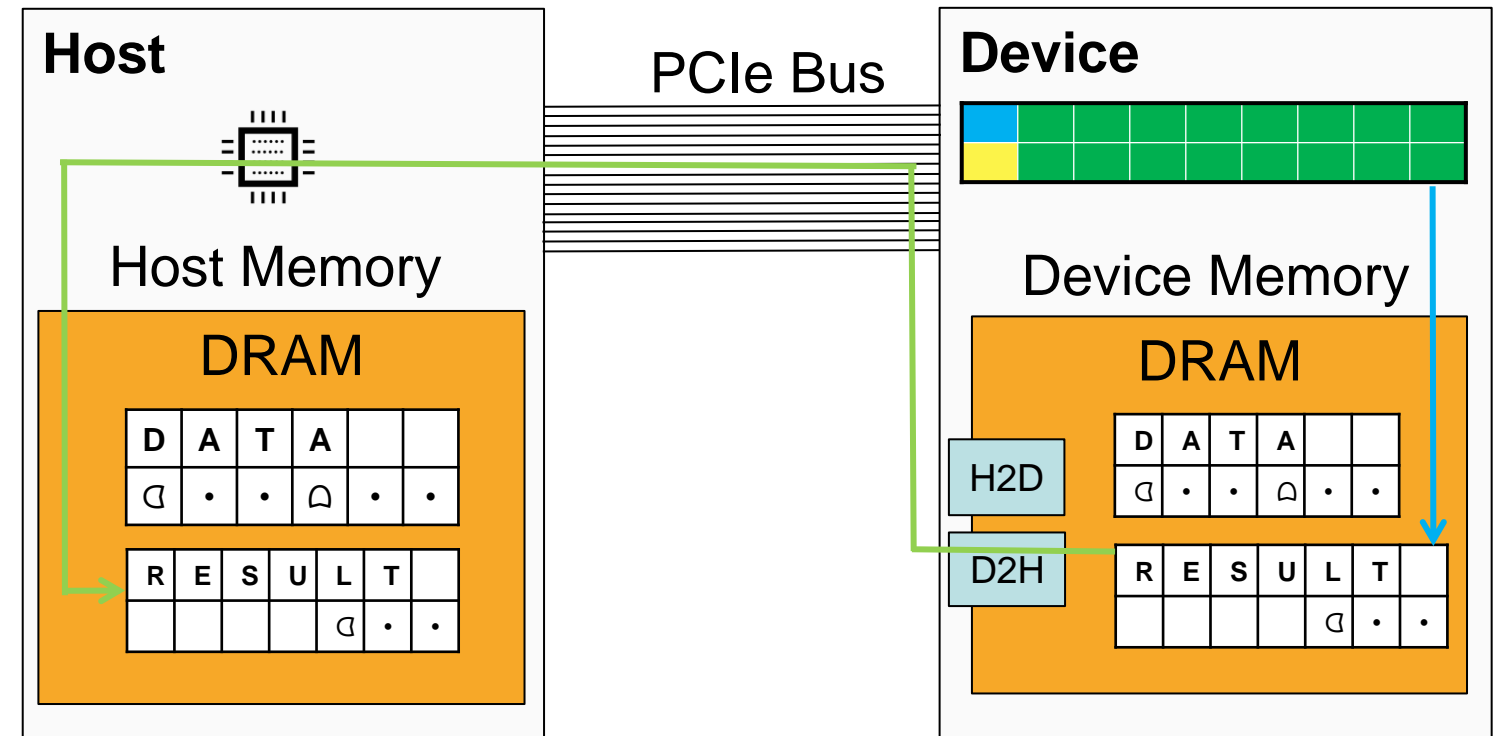 Host
PCIe Bus
Device
Host Memory
Device Memory
DRAM
DRAM
D A T A
R E S U L T
H2D
D2H
D A T A
R E S U L T